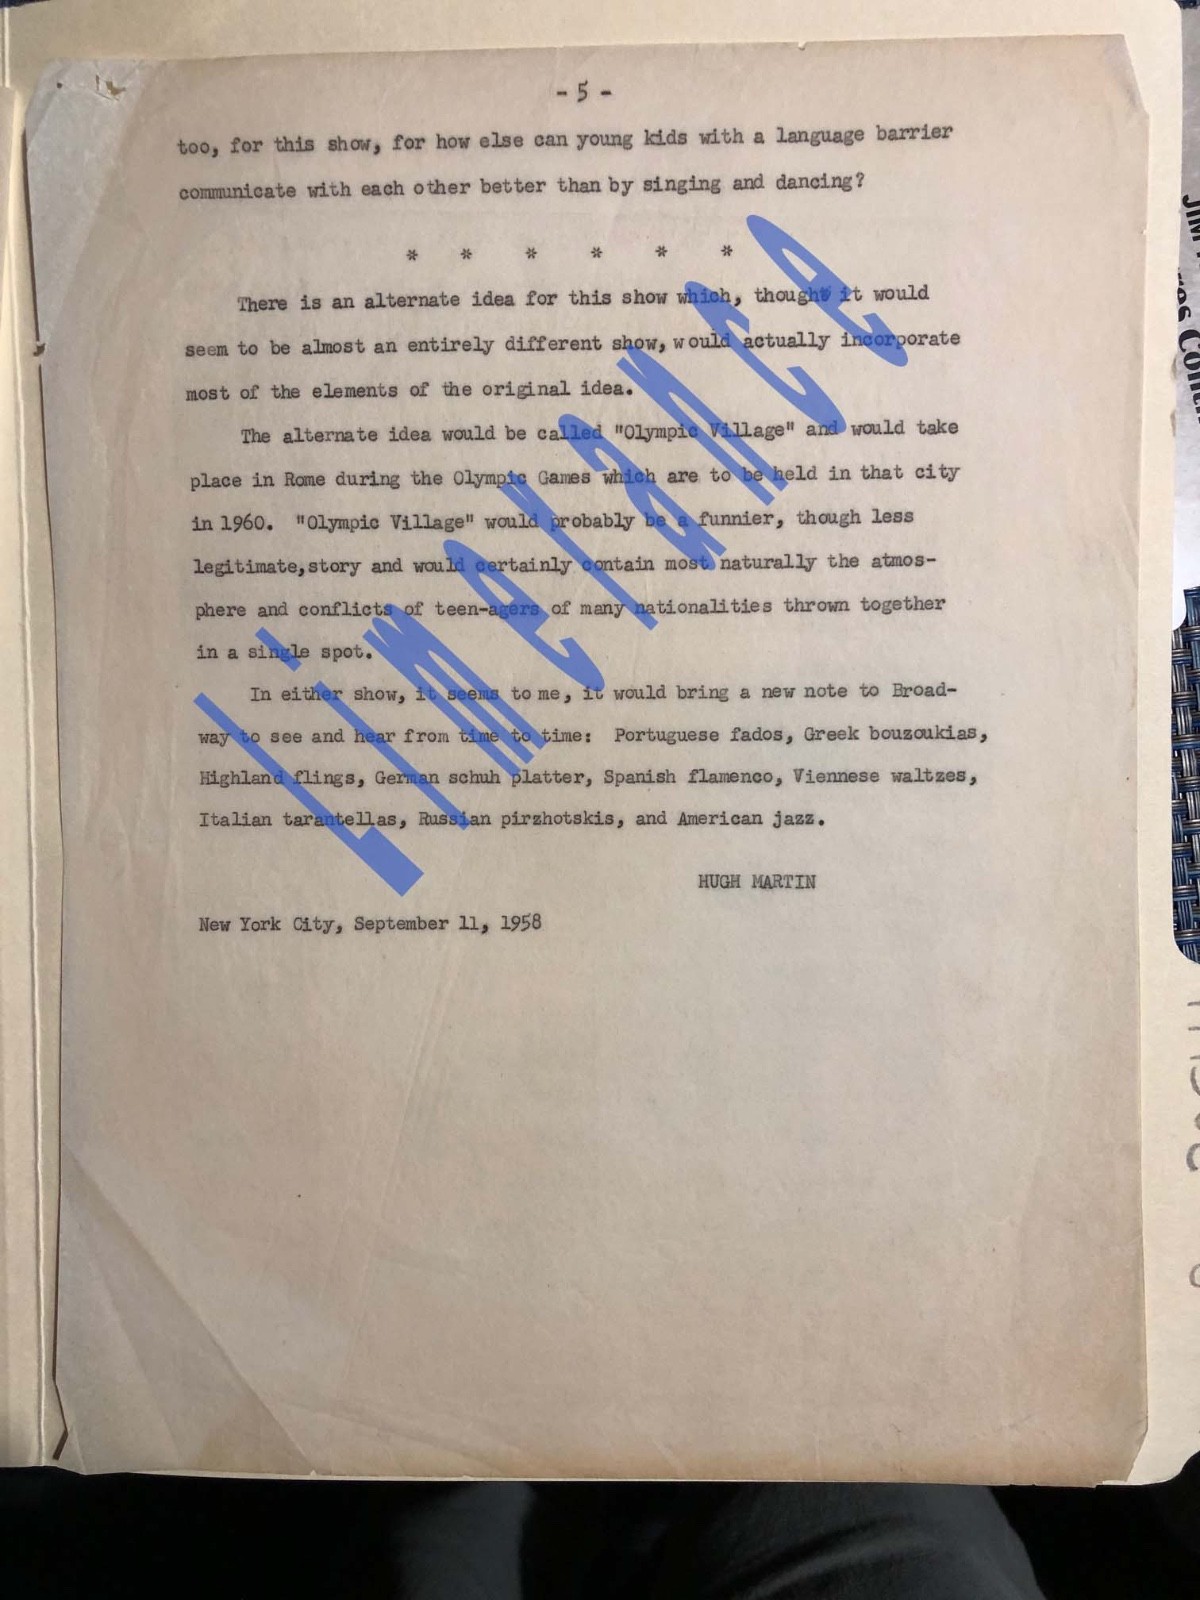 - 5 -
too, for this show, for how else can young kids with a language barrier
communicate with each other better than by singing and dancing?
* * * * * *
There is an alternate idea for this show which, thought it would
seem to be almost an entirely different show, would actually incorporate
most of the elements of the original idea.
The alternate idea would be called "Olympic Village" and would take
place in Rome during the Olympic Games which are to be held in that city
in 1960. "Olympic Village" would probably be a funnier, though less
legitimate, story and would certainly contain most naturally the atmos-
phere and conflicts of teen-agers of many nationalities thrown together
in a single spot.
In either show, it seems to me, it would bring a new note to Broad-
way to see and hear from time to time: Portuguese fados, Greek bouzoukias,
Highland flings, German schuh platter, Spanish flamenco, Viennese waltzes,
Italian tarantellas, Russian pirzhotskis, and American jazz.
HUGH MARTIN
New York City, September 11, 1958
Limerance